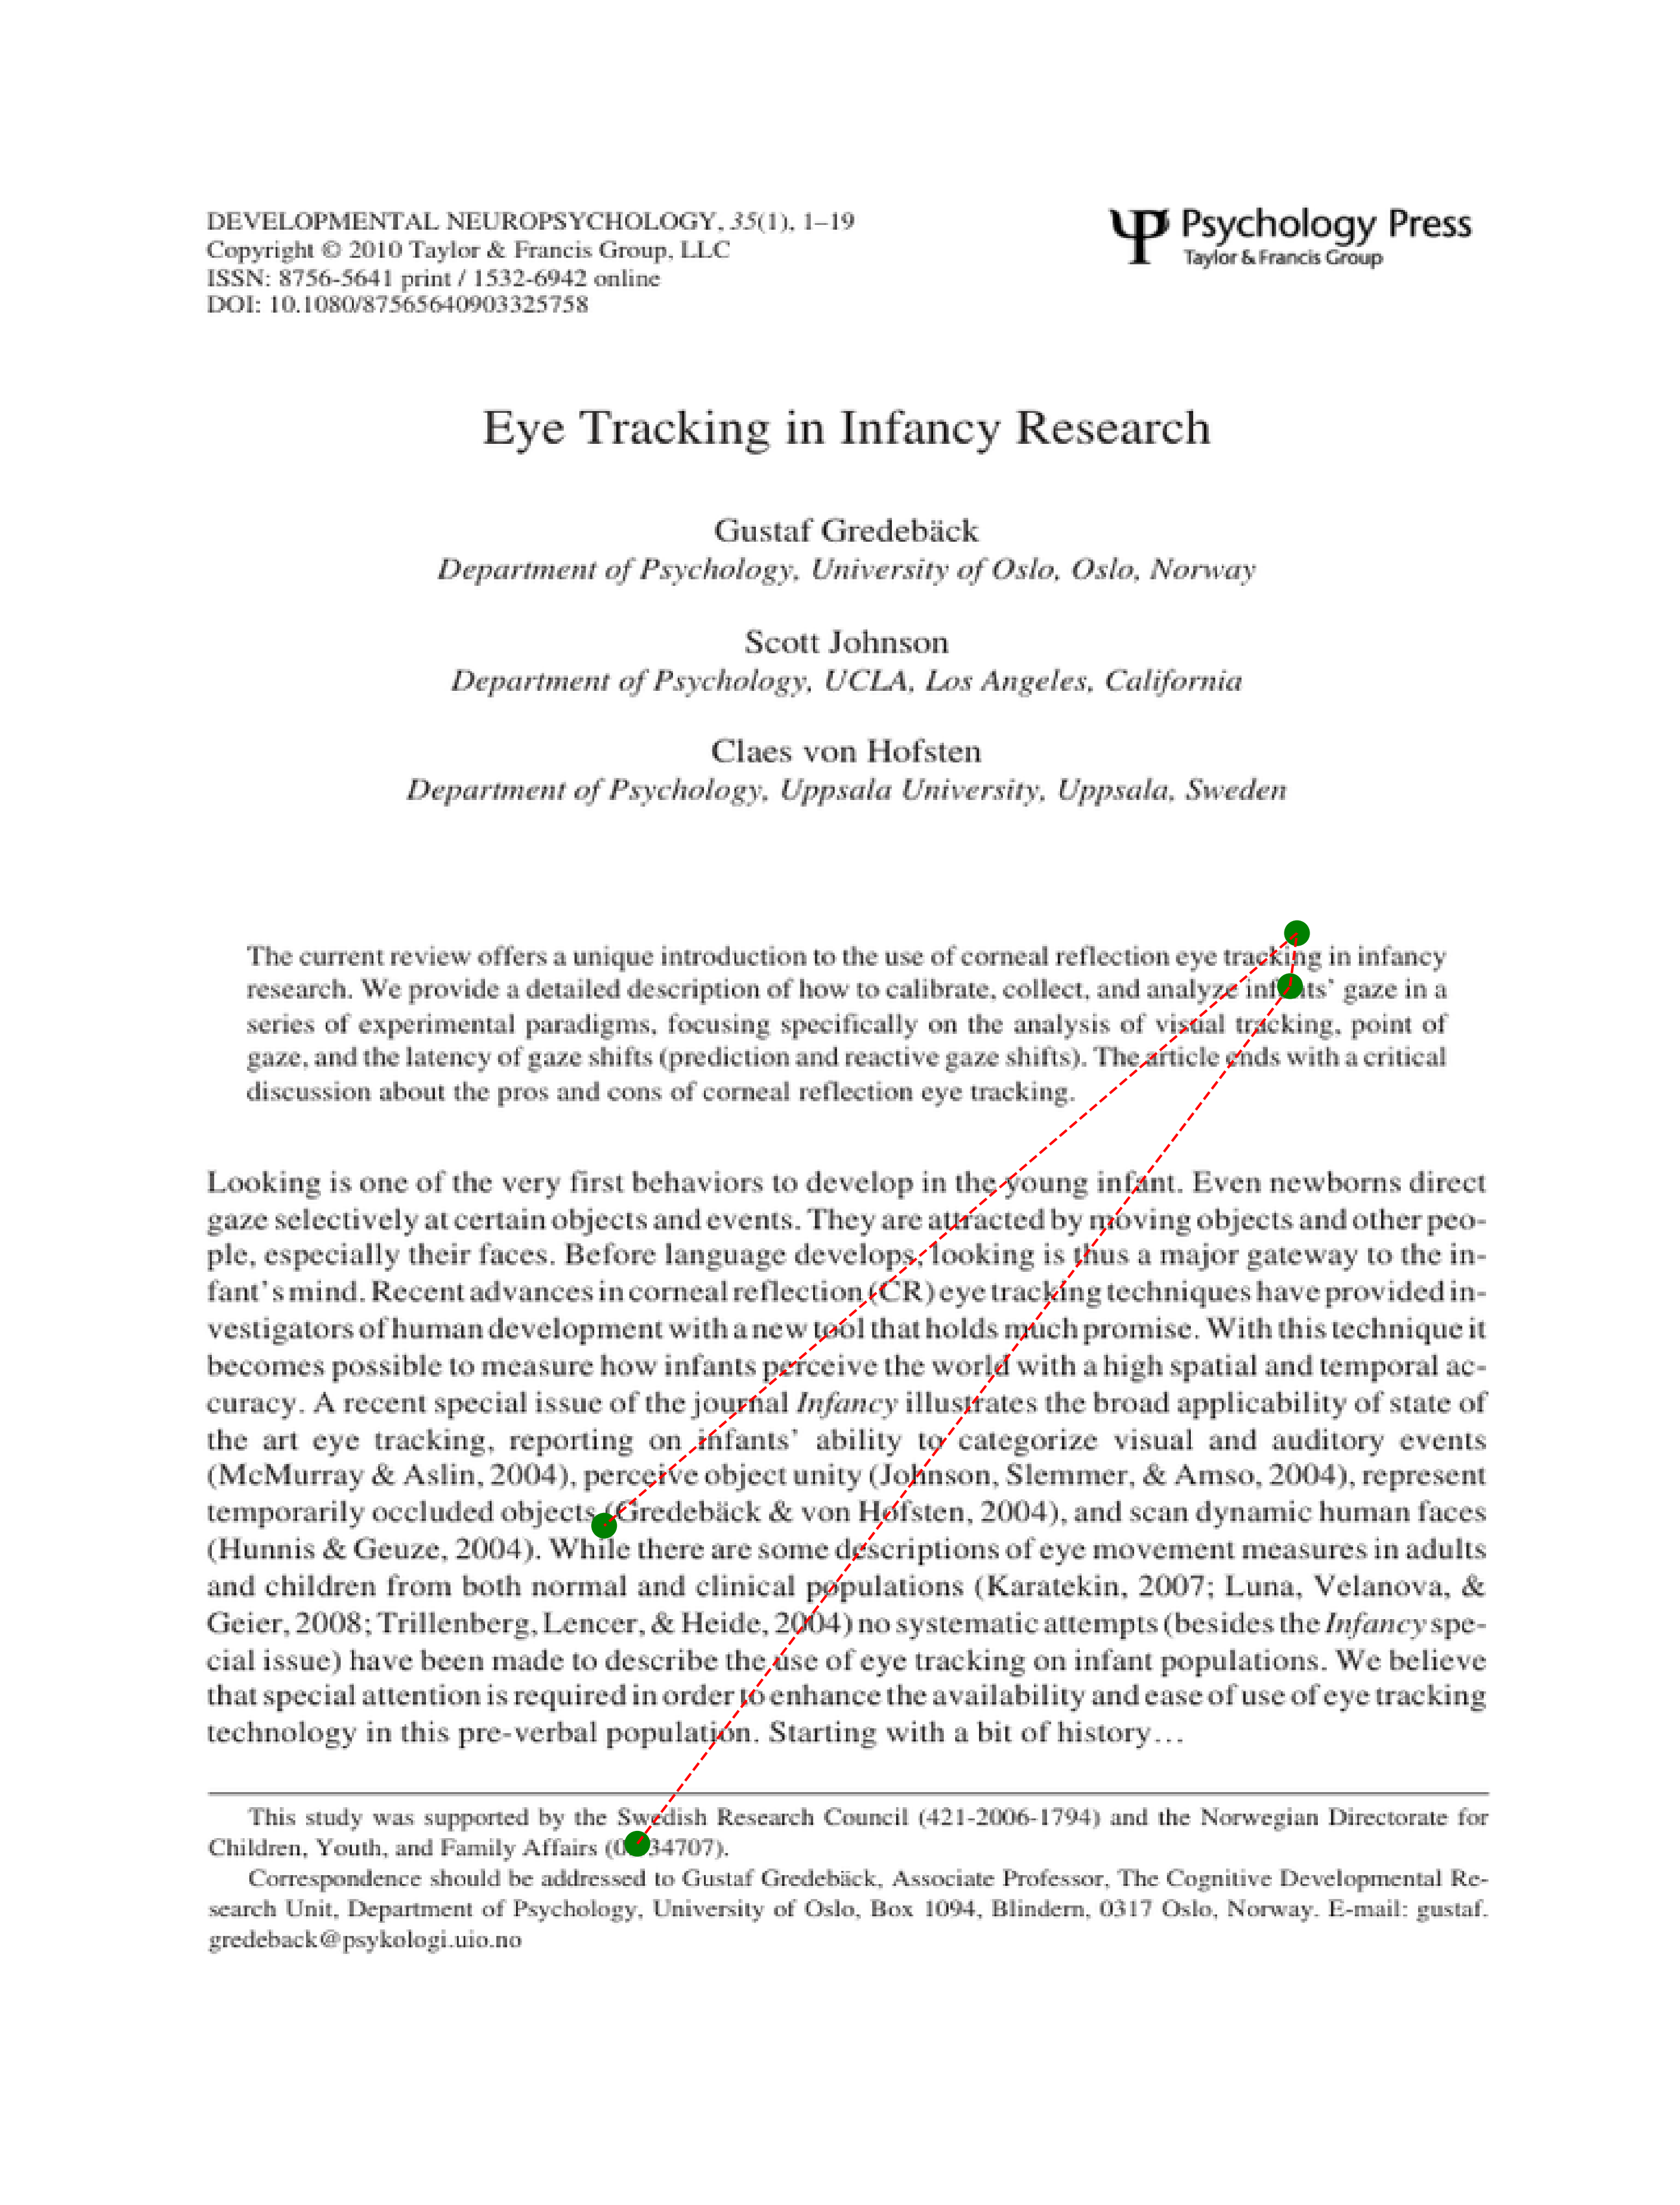 DEVELOPMENTAL NEUROPSYCHOLOGY, 35(1), 1–19
Copyright © 2010 Taylor & Francis Group, LLC
ISSN: 8756-5641 print / 1532-6942 online
DOI: 10.1080/87565640903325758
Psychology Press
Taylor & Francis Group
Eye Tracking in Infancy Research
Gustaf Gredebäck
Department of Psychology, University of Oslo, Oslo, Norway
Scott Johnson
Department of Psychology, UCLA, Los Angeles, California
Claes von Hofsten
Department of Psychology, Uppsala University, Uppsala, Sweden
The current review offers a unique introduction to the use of corneal reflection eye tracking in infancy
research. We provide a detailed description of how to calibrate, collect, and analyze infants’ gaze in a
series of experimental paradigms, focusing specifically on the analysis of visual tracking, point of
gaze, and the latency of gaze shifts (prediction and reactive gaze shifts). The article ends with a critical
discussion about the pros and cons of corneal reflection eye tracking.
Looking is one of the very first behaviors to develop in the young infant. Even newborns direct
gaze selectively at certain objects and events. They are attracted by moving objects and other peo-
ple, especially their faces. Before language develops, looking is thus a major gateway to the in-
fant’s mind. Recent advances in corneal reflection (CR) eye tracking techniques have provided in-
vestigators of human development with a new tool that holds much promise. With this technique it
becomes possible to measure how infants perceive the world with a high spatial and temporal ac-
curacy. A recent special issue of the journal Infancy illustrates the broad applicability of state of
the art eye tracking, reporting on infants’ ability to categorize visual and auditory events
(McMurray & Aslin, 2004), perceive object unity (Johnson, Slemmer, & Amso, 2004), represent
temporarily occluded objects (Gredebäck & von Hofsten, 2004), and scan dynamic human faces
(Hunnis & Geuze, 2004). While there are some descriptions of eye movement measures in adults
and children from both normal and clinical populations (Karatekin, 2007; Luna, Velanova, &
Geier, 2008; Trillenberg, Lencer, & Heide, 2004) no systematic attempts (besides the Infancy spe-
cial issue) have been made to describe the use of eye tracking on infant populations. We believe
that special attention is required in order to enhance the availability and ease of use of eye tracking
technology in this pre-verbal population. Starting with a bit of history…
This study was supported by the Swedish Research Council (421-2006-1794) and the Norwegian Directorate for
Children, Youth, and Family Affairs
Correspondence should be addressed to Gustaf Gredebäck, Associate Professor, The Cognitive Developmental Re-
search Unit, Department of Psychology, University of Oslo, Box 1094, Blindern, 0317 Oslo, Norway. E-mail: gustaf.
gredeback@psykologi.uio.no